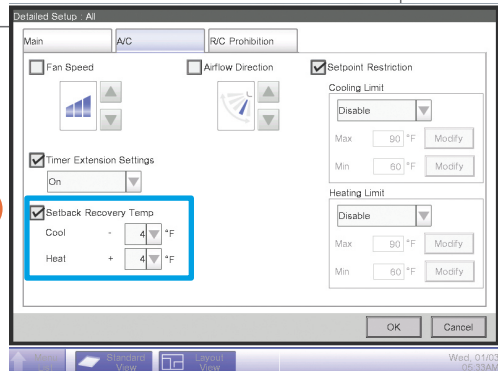 Detailed Setup : All
Main
A/C
R/C Prohibition
Fan Speed
Airflow Direction
Setpoint Restriction
Cooling Limit
Disable
Max 90 °F Modify
Min 60 °F Modify
Timer Extension Settings
On
Heating Limit
Disable
Max 90 °F Modify
Min 60 °F Modify
Setback Recovery Temp
Cool - 4 °F
Heat + 4 °F
OK
Cancel
Menu
List
Standard
View
Layout
View
Wed, 01/03
05:33AM